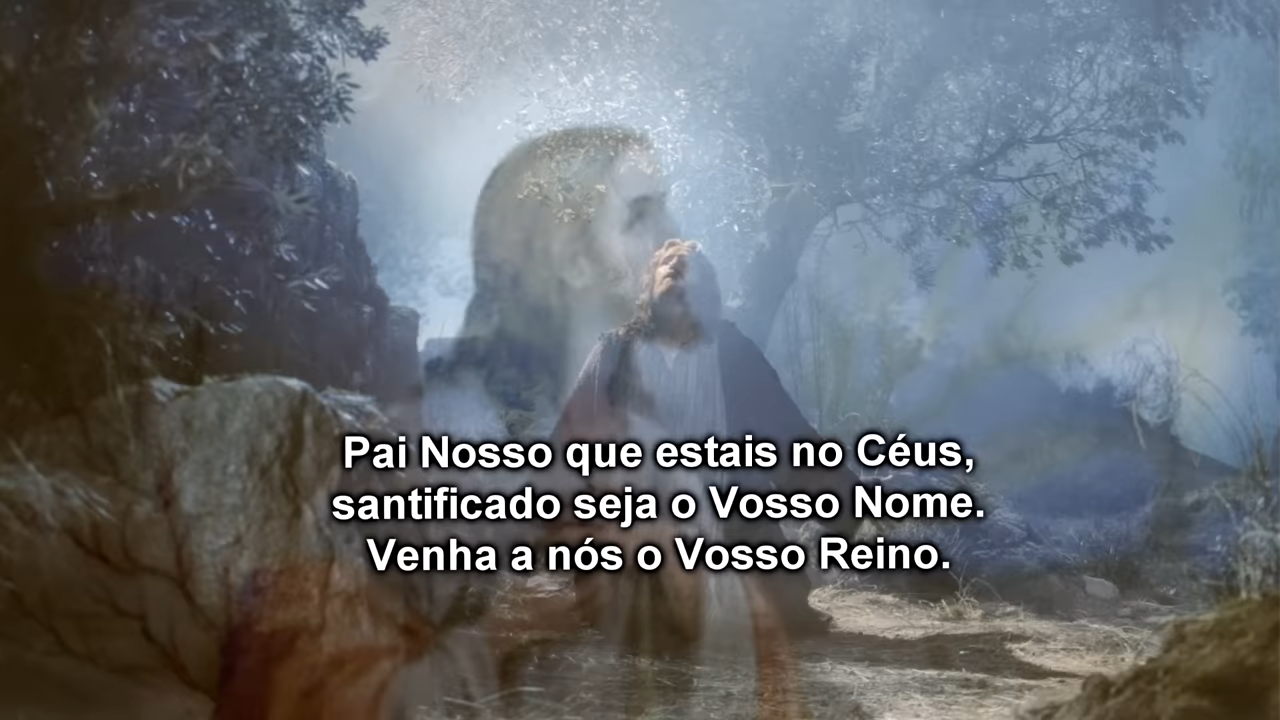 Pai Nosso que estais no Céus,
santificado seja o Vosso Nome.
Venha a nós o Vosso Reino.